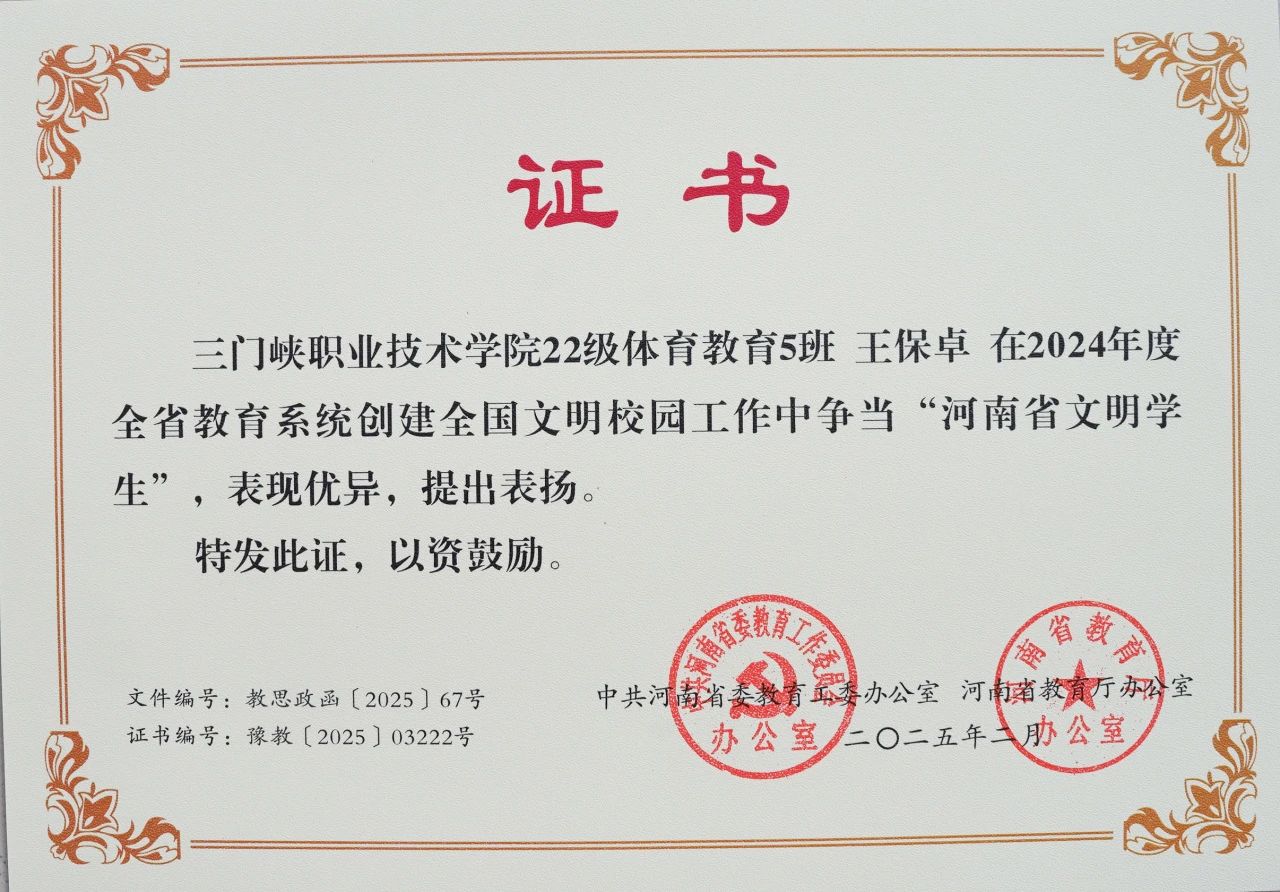 证书
三门峡职业技术学院22级体育教育5班 王保卓 在2024年度
全省教育系统创建全国文明校园工作中争当“河南省文明学
生”，表现优异，提出表扬。
特发此证，以资鼓励。
文件编号：教思政函〔2025〕67号
证书编号：豫教〔2025〕03222号
中共河南省委教育工委办公室 河南省教育厅办公室
二〇二五年二月
中共河南省委教育工作委员会
办公室
河南省教育厅
办公室